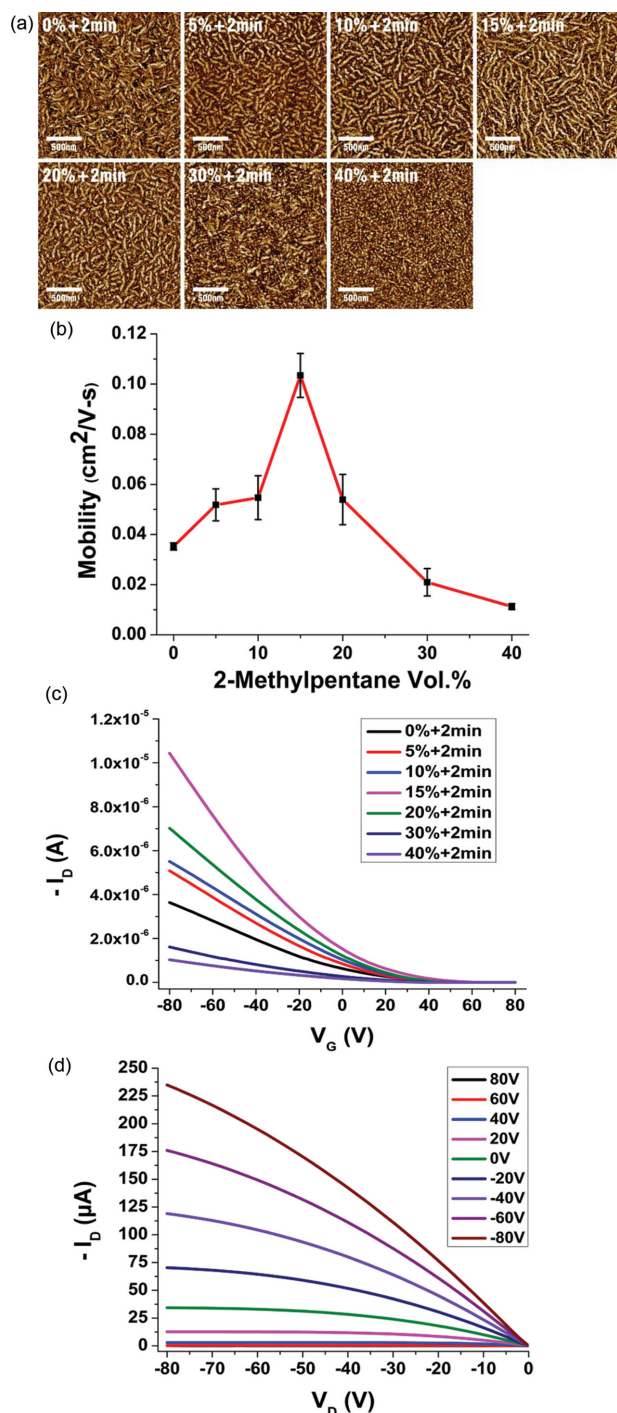 (a)
0%+2min
5%+2min
10%+2min
15%+2min
500nm
500nm
500nm
500nm
20%+2min
30%+2min
40%+2min
500nm
500nm
500nm
(b)
0.12
0.10
0.08
0.06
0.04
0.02
0.00
Mobility (cm²/V-s)
0 10 20 30 40
2-Methylpentane Vol.%
(c)
1.2x10⁻⁵
1.0x10⁻⁵
8.0x10⁻⁶
6.0x10⁻⁶
4.0x10⁻⁶
2.0x10⁻⁶
0.0
- I_D (A)
0%+2min
5%+2min
10%+2min
15%+2min
20%+2min
30%+2min
40%+2min
-80 -60 -40 -20 0 20 40 60 80
V_G (V)
(d)
250
225
200
175
150
125
100
75
50
25
0
- I_D (µA)
80V
60V
40V
20V
0V
-20V
-40V
-60V
-80V
-80 -70 -60 -50 -40 -30 -20 -10 0
V_D (V)